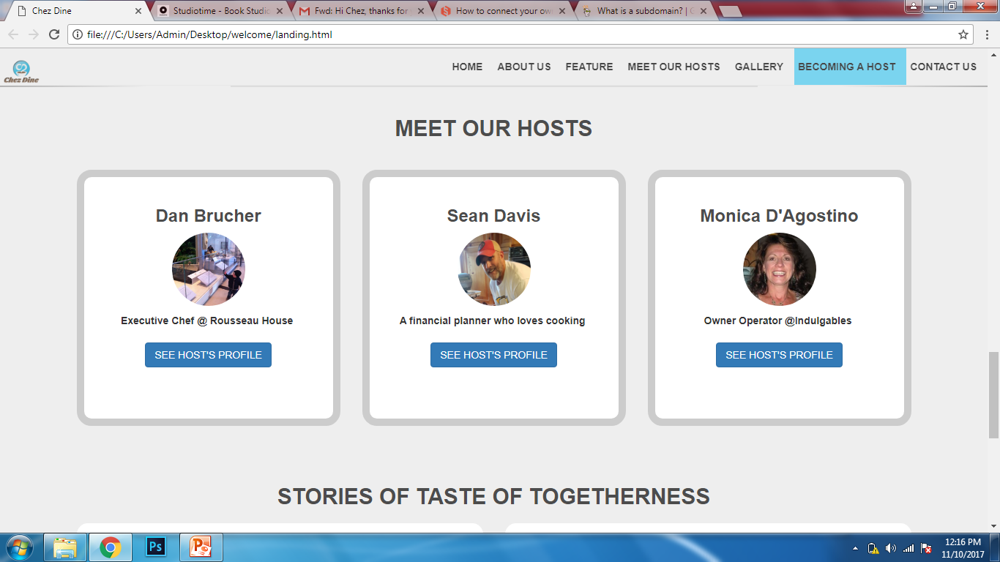 Chez Dine
Studiotime - Book Studio
Fwd: Hi Chez, thanks for
How to connect your ow
What is a subdomain? |
file:///C:/Users/Admin/Desktop/welcome/landing.html
Chez Dine
HOME ABOUT US FEATURE MEET OUR HOSTS GALLERY BECOMING A HOST CONTACT US
MEET OUR HOSTS
Dan Brucher
Executive Chef @ Rousseau House
SEE HOST'S PROFILE
Sean Davis
A financial planner who loves cooking
SEE HOST'S PROFILE
Monica D'Agostino
Owner Operator @Indulgables
SEE HOST'S PROFILE
STORIES OF TASTE OF TOGETHERNESS
Ps
P
12:16 PM
11/10/2017